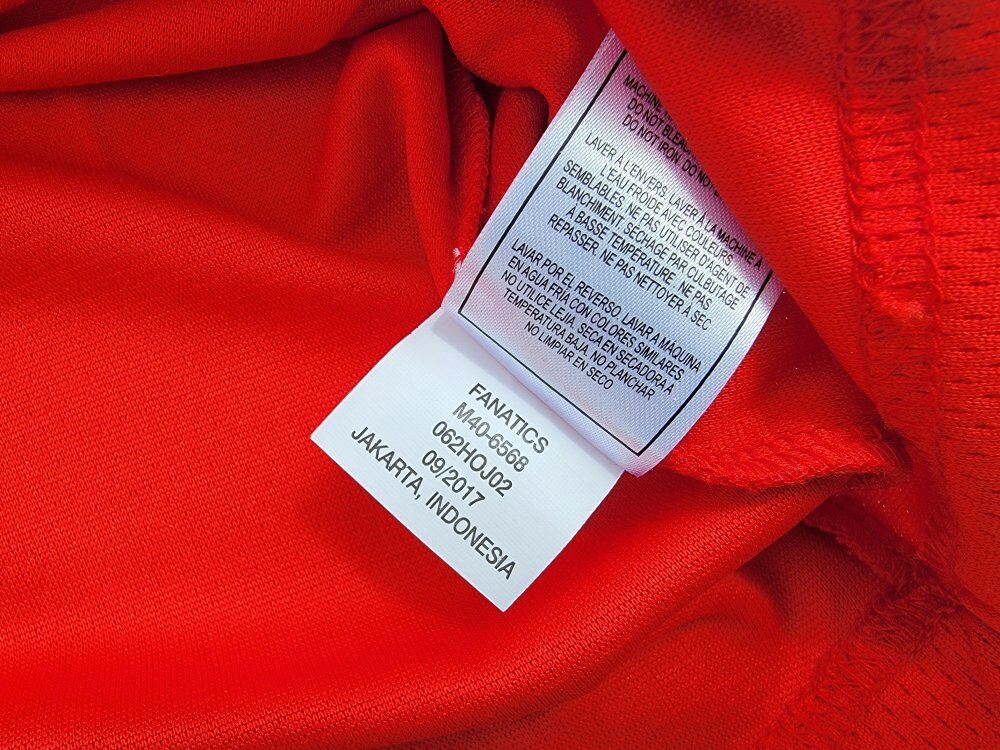 MACHINE
DO NOT BLEACH
DO NOT IRON. DO NOT
LAVER A L'ENVERS. LAVER À LA MACHINE À
L'EAU FROIDE AVEC COULEURS
SEMBLABLES. NE PAS UTILISER D'AGENT DE
BLANCHIMENT. SÉCHAGE PAR CULBUTAGE
À BASSE TEMPÉRATURE. NE PAS
REPASSER. NE PAS NETTOYER À SEC
LAVAR POR EL REVERSO. LAVAR A MÁQUINA
EN AGUA FRIA CON COLORES SIMILARES.
NO UTILICE LEJIA. SECA EN SECADORA A
TEMPERATURA BAJA. NO PLANCHAR
NO LIMPIAR EN SECO
FANATICS
M40-6568
062HOJ02
09/2017
JAKARTA, INDONESIA